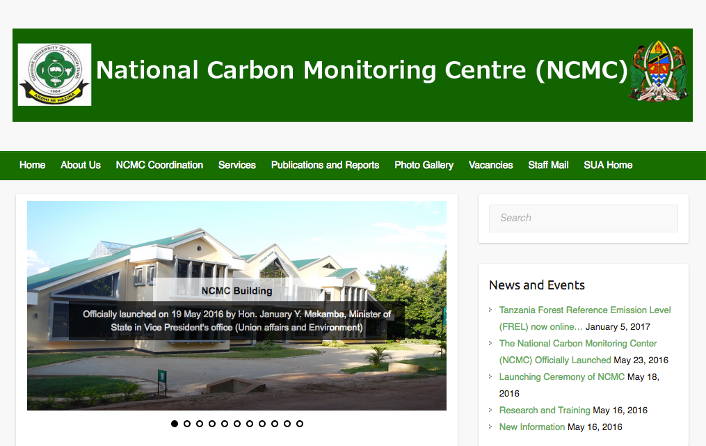 National Carbon Monitoring Centre (NCMC)
Home About Us NCMC Coordination Services Publications and Reports Photo Gallery Vacancies Staff Mail SUA Home
NCMC Building
Officially launched on 19 May 2016 by Hon. January Y. Makamba, Minister of
State in Vice President's office (Union affairs and Environment)
Search
News and Events
Tanzania Forest Reference Emission Level
(FREL) now online... January 5, 2017
The National Carbon Monitoring Center
(NCMC) Officially Launched May 23, 2016
Launching Ceremony of NCMC May 18,
2016
Research and Training May 16, 2016
New Information May 16, 2016